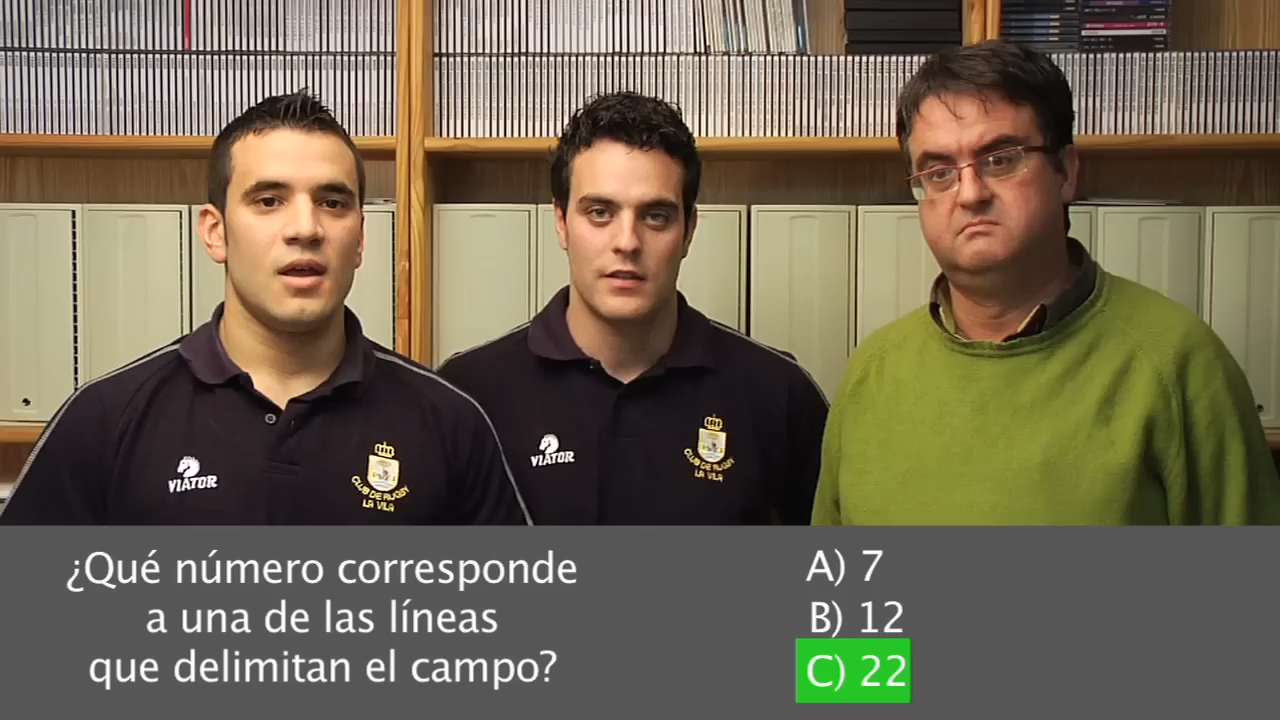 VIATOR
CLUB DE RUGBY
LA VILA
VIATOR
CLUB DE RUGBY
LA VILA
¿Qué número corresponde
a una de las líneas
que delimitan el campo?
A) 7
B) 12
C) 22